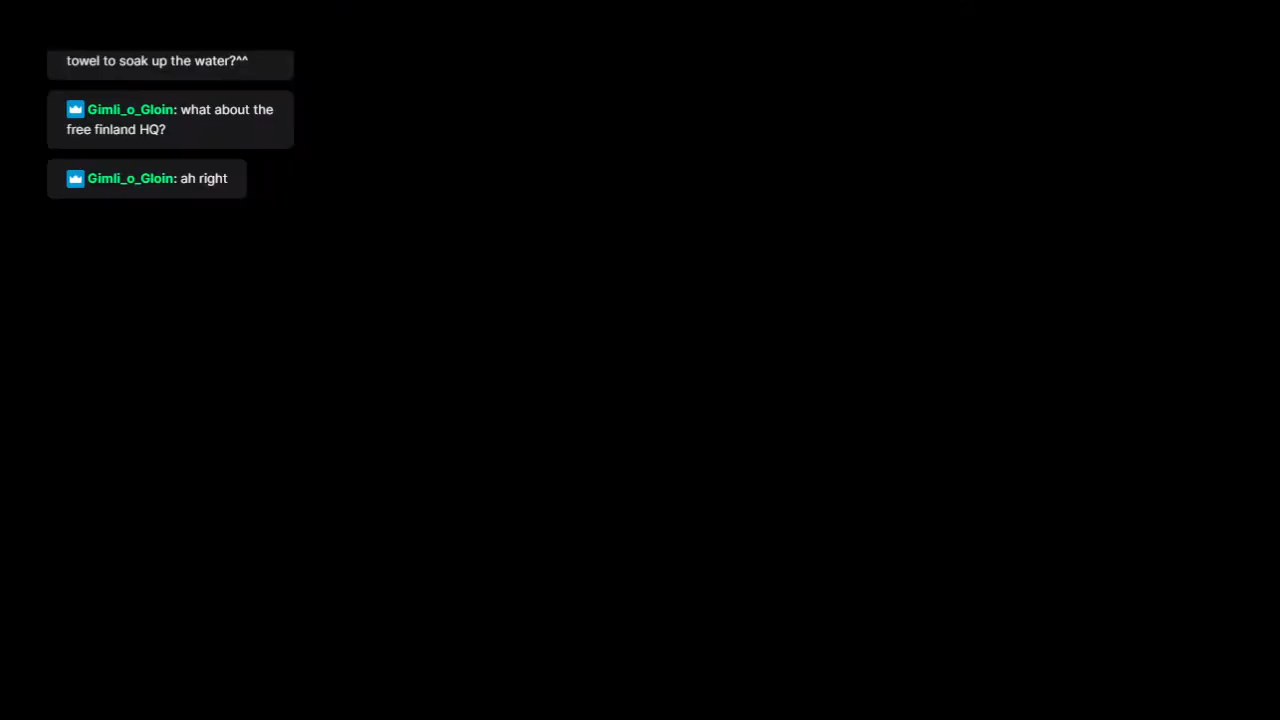 towel to soak up the water?^^
Gimli_o_Gloin: what about the
free finland HQ?
Gimli_o_Gloin: ah right